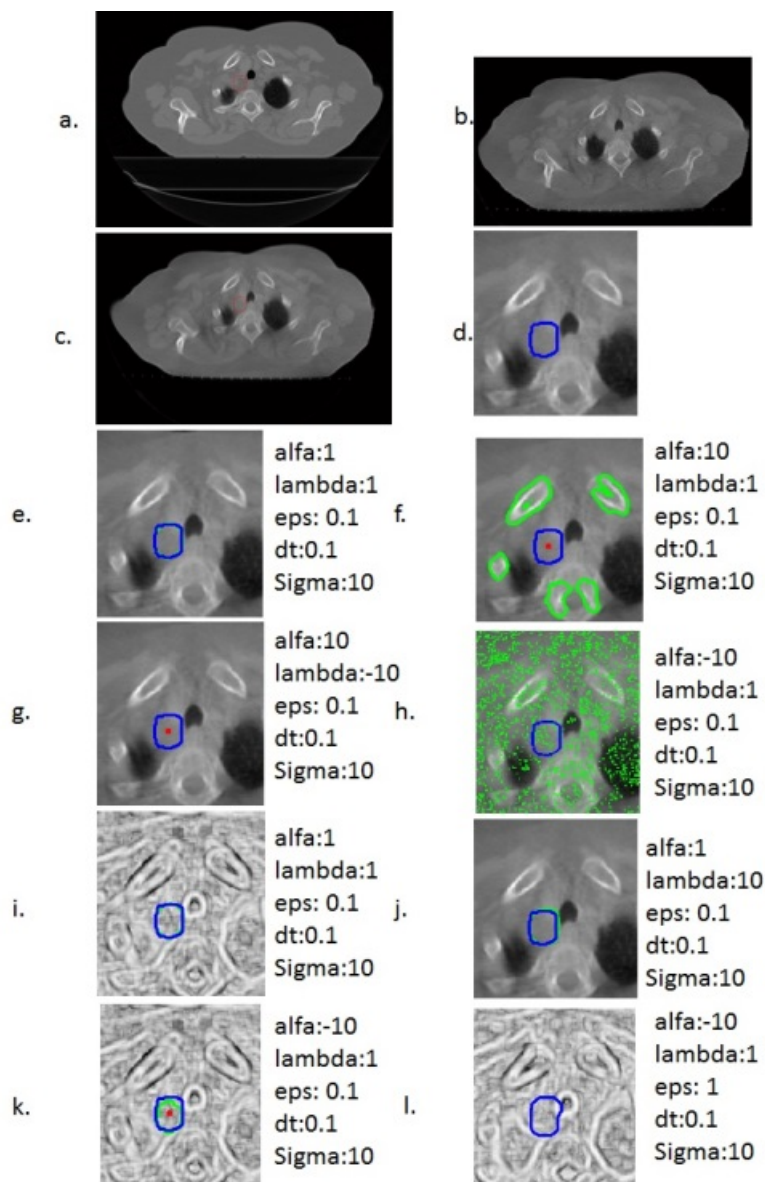 a.
b.
c.
d.
e.
alfa:1
lambda:1
eps: 0.1
dt:0.1
Sigma:10
f.
alfa:10
lambda:1
eps: 0.1
dt:0.1
Sigma:10
g.
alfa:10
lambda:-10
eps: 0.1
dt:0.1
Sigma:10
h.
alfa:-10
lambda:1
eps: 0.1
dt:0.1
Sigma:10
i.
alfa:1
lambda:1
eps: 0.1
dt:0.1
Sigma:10
j.
alfa:1
lambda:10
eps: 0.1
dt:0.1
Sigma:10
k.
alfa:-10
lambda:1
eps: 0.1
dt:0.1
Sigma:10
l.
alfa:-10
lambda:1
eps: 1
dt:0.1
Sigma:10